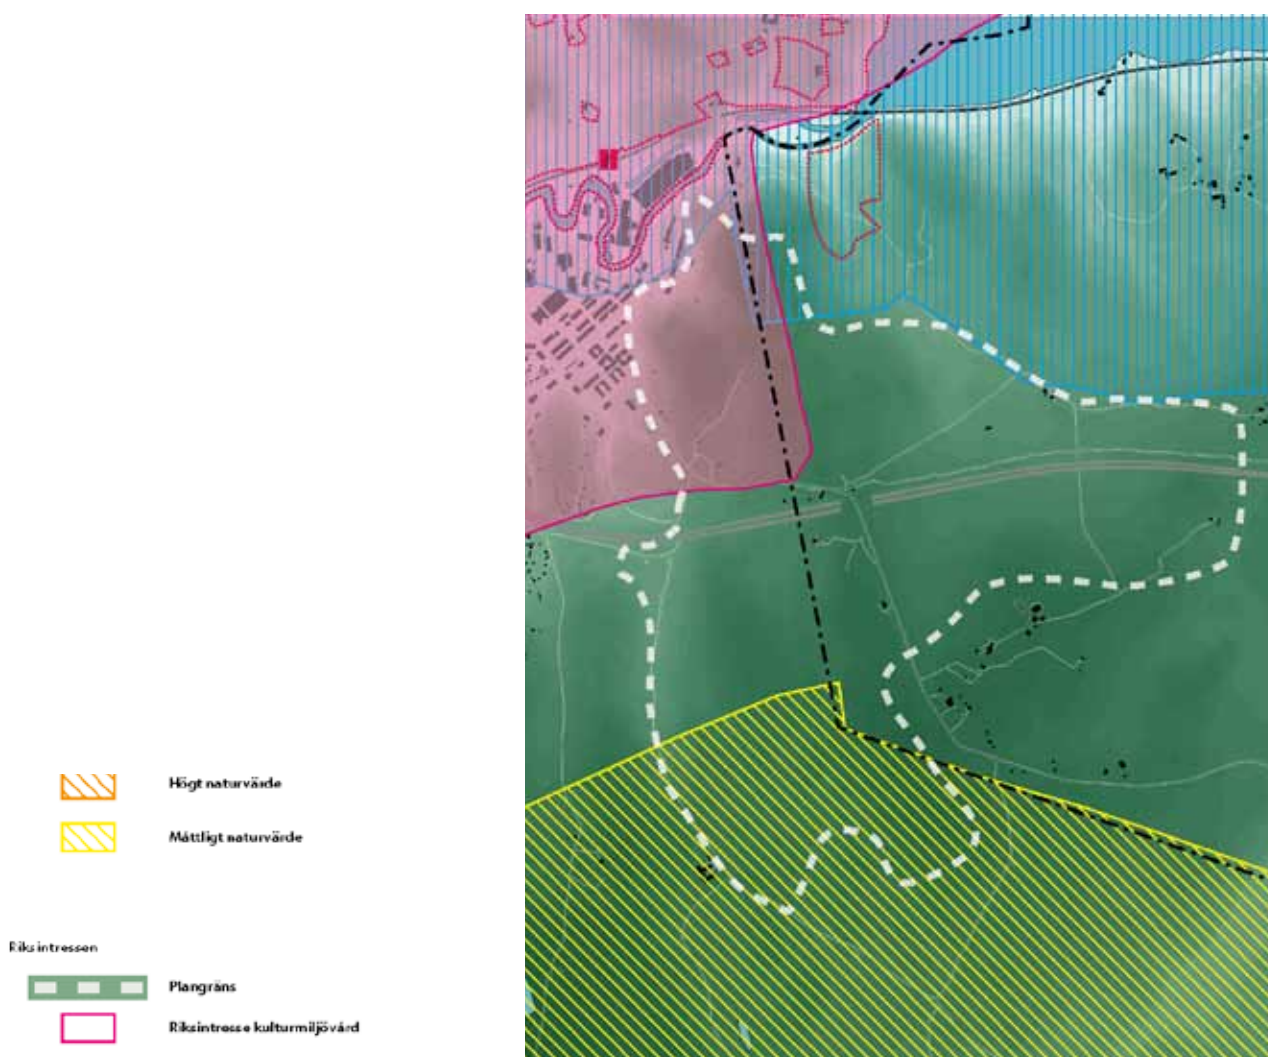 Högt naturvärde
Måttligt naturvärde
Riksintressen
Plangräns
Riksintresse kulturmiljövård